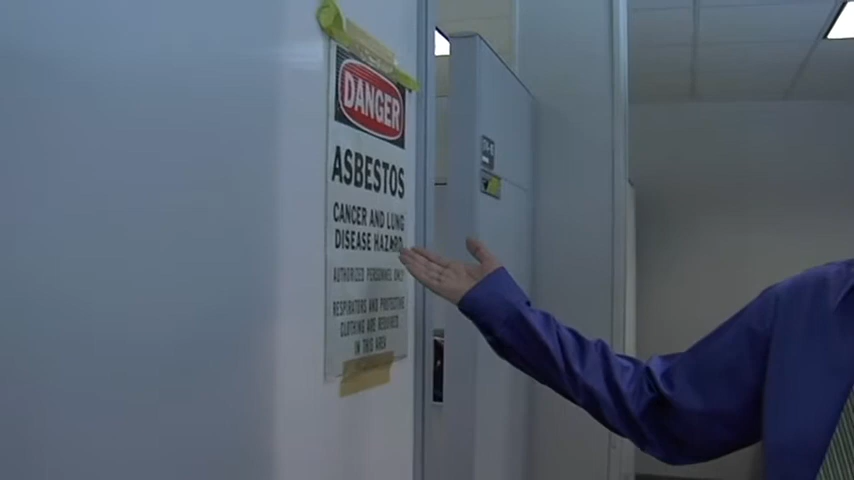 DANGER
ASBESTOS
CANCER AND LUNG
DISEASE HAZARD
AUTHORIZED PERSONNEL ONLY
RESPIRATORS AND PROTECTIVE
CLOTHING ARE REQUIRED
IN THIS AREA